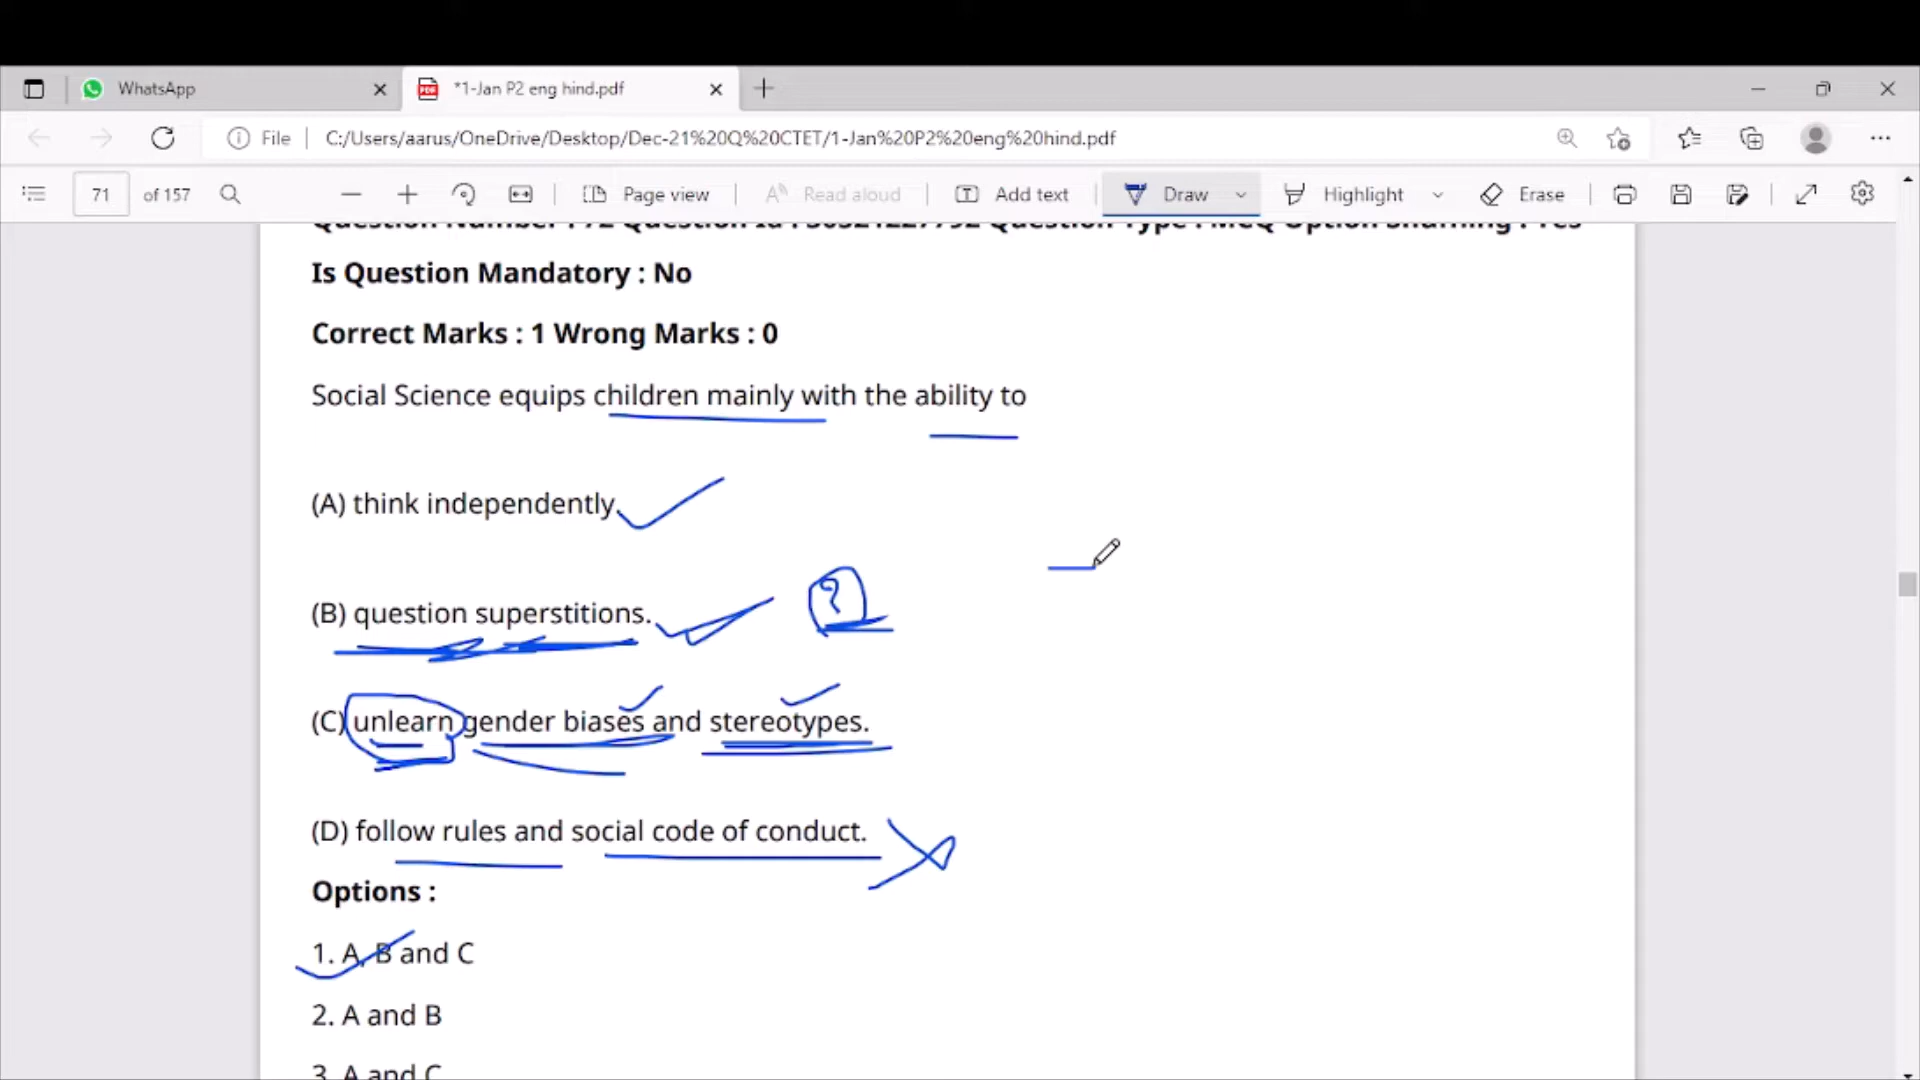 WhatsApp
*1-Jan P2 eng hind.pdf
File
C:/Users/aarus/OneDrive/Desktop/Dec-21%20Q%20CTET/1-Jan%20P2%20eng%20hind.pdf
71 of 157
Page view
Read aloud
Add text
Draw
Highlight
Erase
Is Question Mandatory : No
Correct Marks : 1 Wrong Marks : 0
Social Science equips children mainly with the ability to
(A) think independently.
(B) question superstitions.
?
(C) unlearn gender biases and stereotypes.
(D) follow rules and social code of conduct.
Options :
1. A, B and C
2. A and B
3. A and C